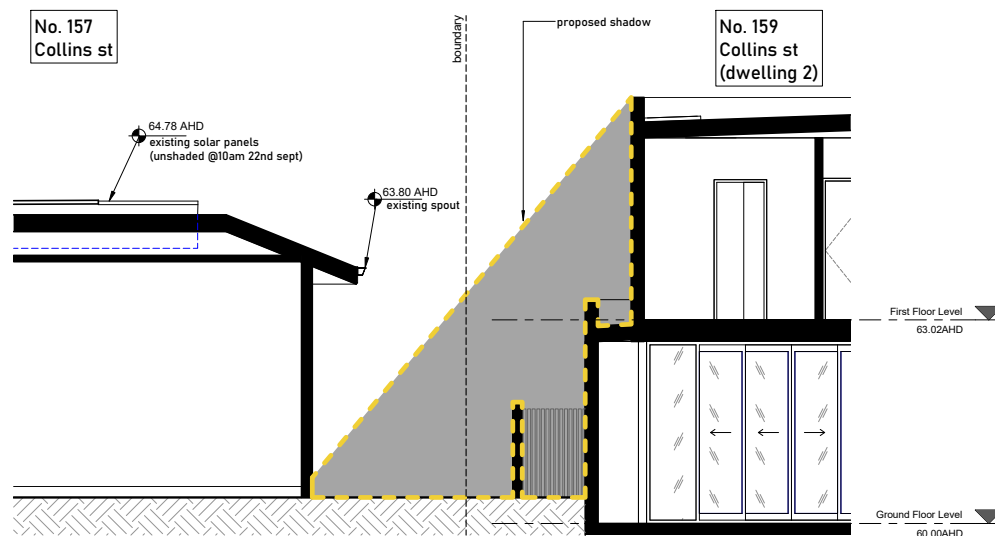 No. 157
Collins st
boundary
proposed shadow
No. 159
Collins st
(dwelling 2)
64.78 AHD
existing solar panels
(unshaded @10am 22nd sept)
63.80 AHD
existing spout
First Floor Level
63.02AHD
Ground Floor Level
60.00AHD